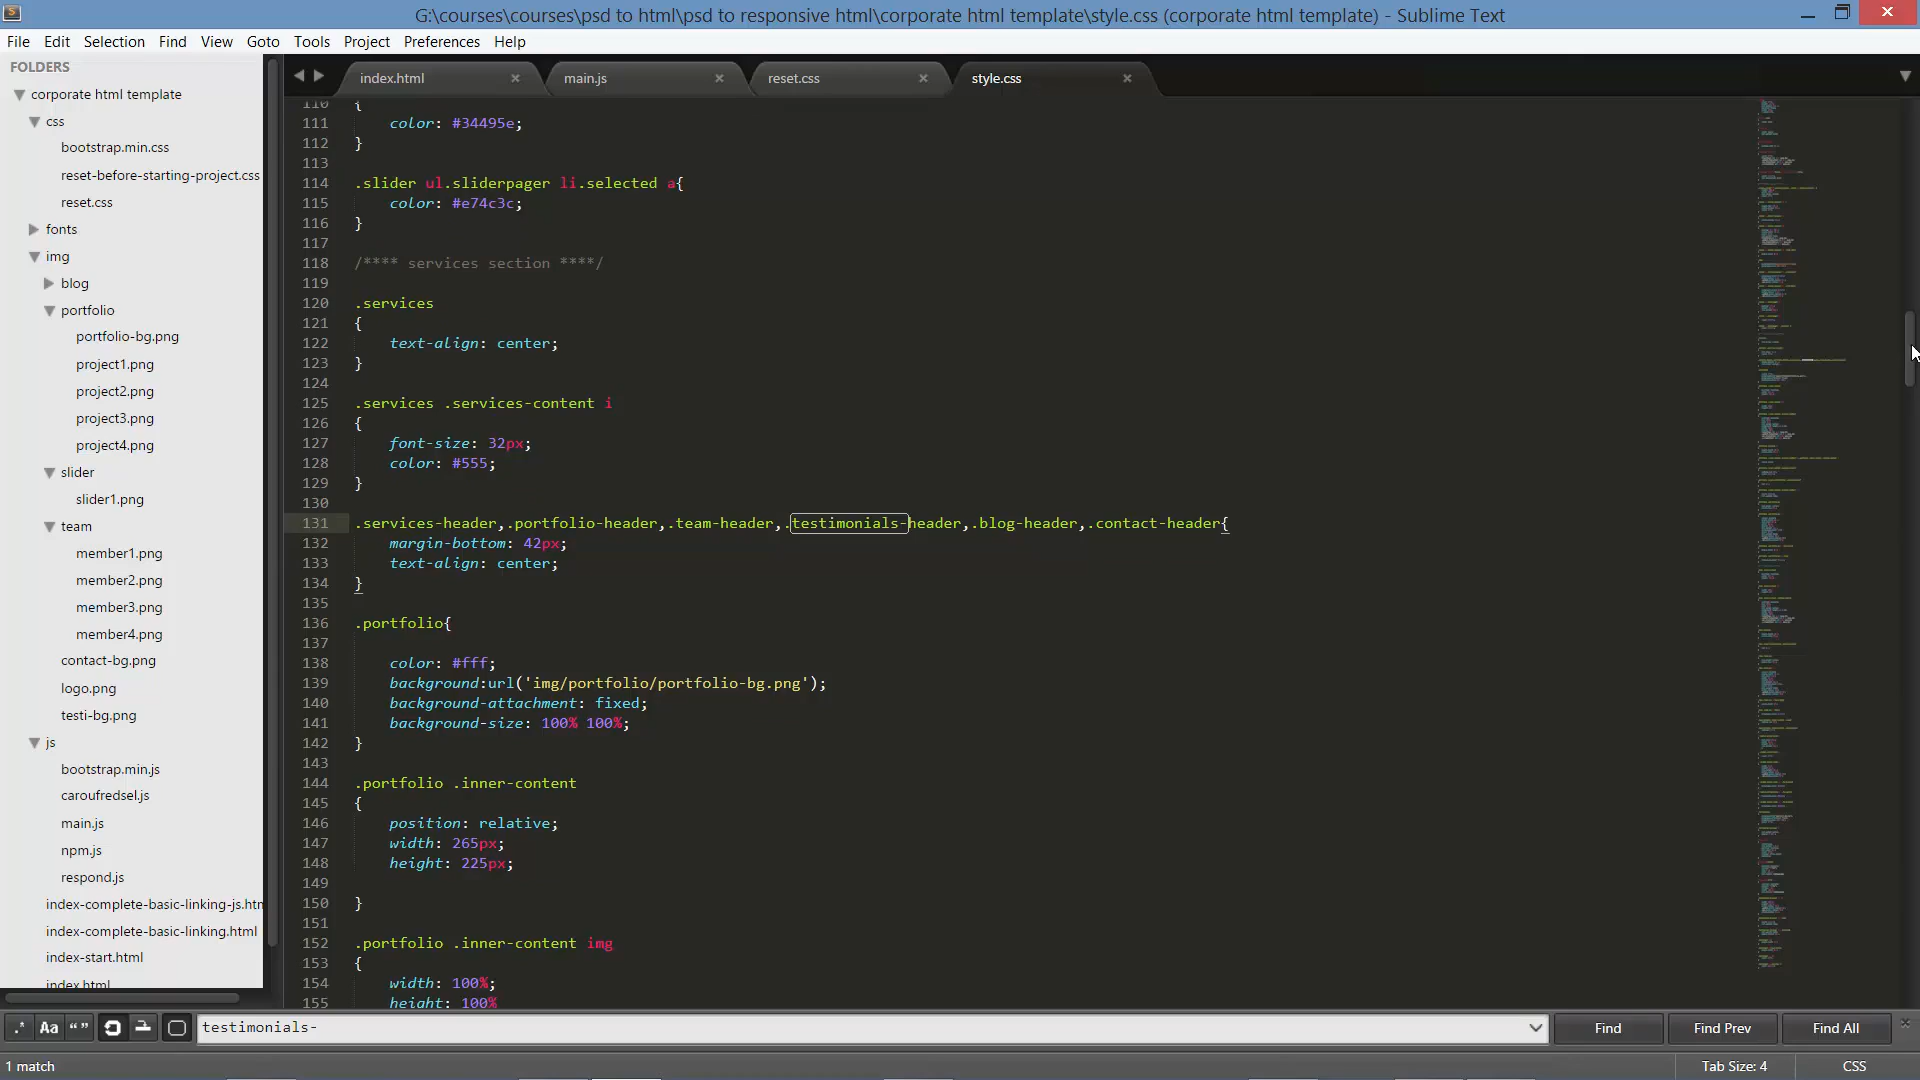 G:\courses\courses\psd to html\psd to responsive html\corporate html template\style.css (corporate html template) - Sublime Text
File Edit Selection Find View Goto Tools Project Preferences Help
FOLDERS
corporate html template
css
bootstrap.min.css
reset-before-starting-project.css
reset.css
fonts
img
blog
portfolio
portfolio-bg.png
project1.png
project2.png
project3.png
project4.png
slider
slider1.png
team
member1.png
member2.png
member3.png
member4.png
contact-bg.png
logo.png
testi-bg.png
js
bootstrap.min.js
caroufredsel.js
main.js
npm.js
respond.js
index-complete-basic-linking-js.htm
index-complete-basic-linking.html
index-start.html
index.html
index.html main.js reset.css style.css
110 {
111 color: #34495e;
112 }
113
114 .slider ul.sliderpager li.selected a{
115 color: #e74c3c;
116 }
117
118 /**** services section ****/
119
120 .services
121 {
122 text-align: center;
123 }
124
125 .services .services-content i
126 {
127 font-size: 32px;
128 color: #555;
129 }
130
131 .services-header,.portfolio-header,.team-header,.testimonials-header,.blog-header,.contact-header{
132 margin-bottom: 42px;
133 text-align: center;
134 }
135
136 .portfolio{
137
138 color: #fff;
139 background:url('img/portfolio/portfolio-bg.png');
140 background-attachment: fixed;
141 background-size: 100% 100%;
142 }
143
144 .portfolio .inner-content
145 {
146 position: relative;
147 width: 265px;
148 height: 225px;
149
150 }
151
152 .portfolio .inner-content img
153 {
154 width: 100%;
155 height: 100%
.* Aa “ ” testimonials- Find Find Prev Find All
1 match Tab Size: 4 CSS